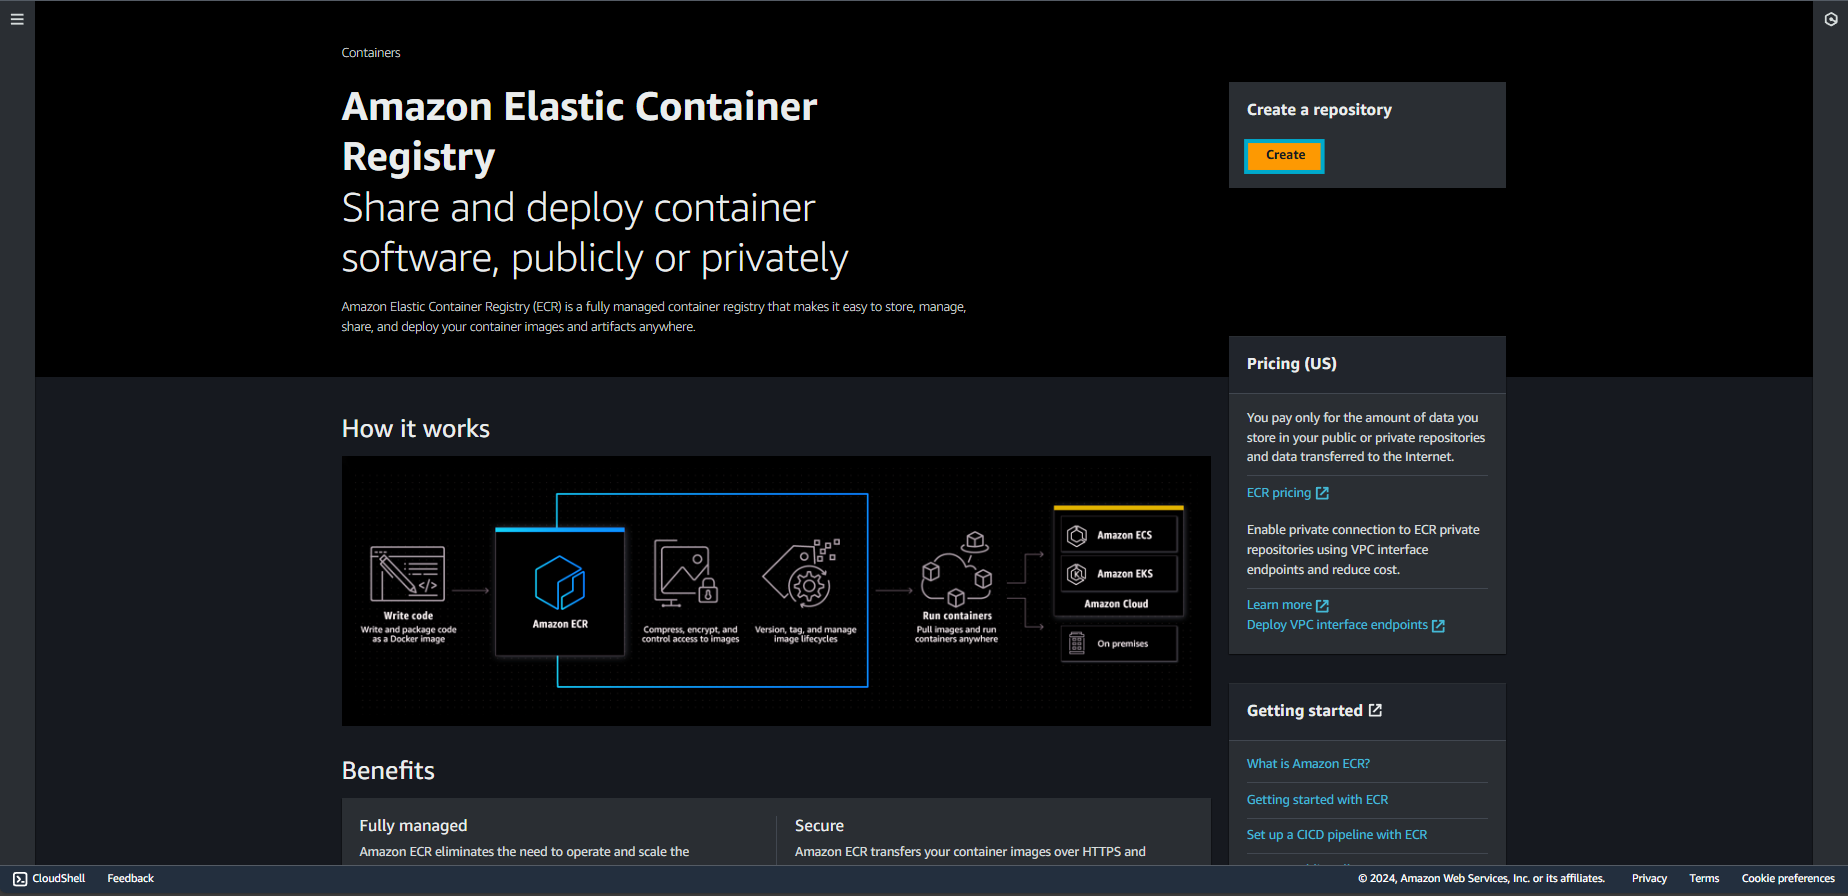 Containers
Amazon Elastic Container
Registry
Share and deploy container
software, publicly or privately
Amazon Elastic Container Registry (ECR) is a fully managed container registry that makes it easy to store, manage,
share, and deploy your container images and artifacts anywhere.
Create a repository
Create
Pricing (US)
You pay only for the amount of data you
store in your public or private repositories
and data transferred to the Internet.
ECR pricing
Enable private connection to ECR private
repositories using VPC interface
endpoints and reduce cost.
Learn more
Deploy VPC interface endpoints
How it works
Write code
Write and package code
as a Docker image
Amazon ECR
Compress, encrypt, and
control access to images
Version, tag, and manage
image lifecycles
Run containers
Pull images and run
containers anywhere
Amazon ECS
Amazon EKS
Amazon Cloud
On premises
Getting started
What is Amazon ECR?
Getting started with ECR
Set up a CICD pipeline with ECR
Benefits
Fully managed
Amazon ECR eliminates the need to operate and scale the
Secure
Amazon ECR transfers your container images over HTTPS and
CloudShell
Feedback
© 2024, Amazon Web Services, Inc. or its affiliates.
Privacy
Terms
Cookie preferences